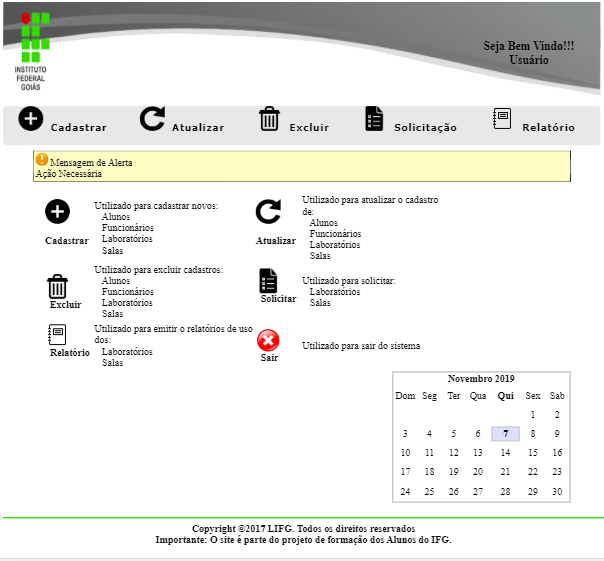 INSTITUTO
FEDERAL
GOIÁS
Seja Bem Vindo!!!
Usuário
Cadastrar Atualizar Excluir Solicitação Relatório
Mensagem de Alerta
Ação Necessária
Cadastrar
Utilizado para cadastrar novos:
Alunos
Funcionários
Laboratórios
Salas
Atualizar
Utilizado para atualizar o cadastro
de:
Alunos
Funcionários
Laboratórios
Salas
Excluir
Utilizado para excluir cadastros:
Alunos
Funcionários
Laboratórios
Salas
Solicitar
Utilizado para solicitar:
Laboratórios
Salas
Relatório
Utilizado para emitir o relatórios de uso
dos:
Laboratórios
Salas
Sair
Utilizado para sair do sistema
Novembro 2019
Dom Seg Ter Qua Qui Sex Sab
1 2
3 4 5 6 7 8 9
10 11 12 13 14 15 16
17 18 19 20 21 22 23
24 25 26 27 28 29 30
Copyright ©2017 LIFG. Todos os direitos reservados
Importante: O site é parte do projeto de formação dos Alunos do IFG.